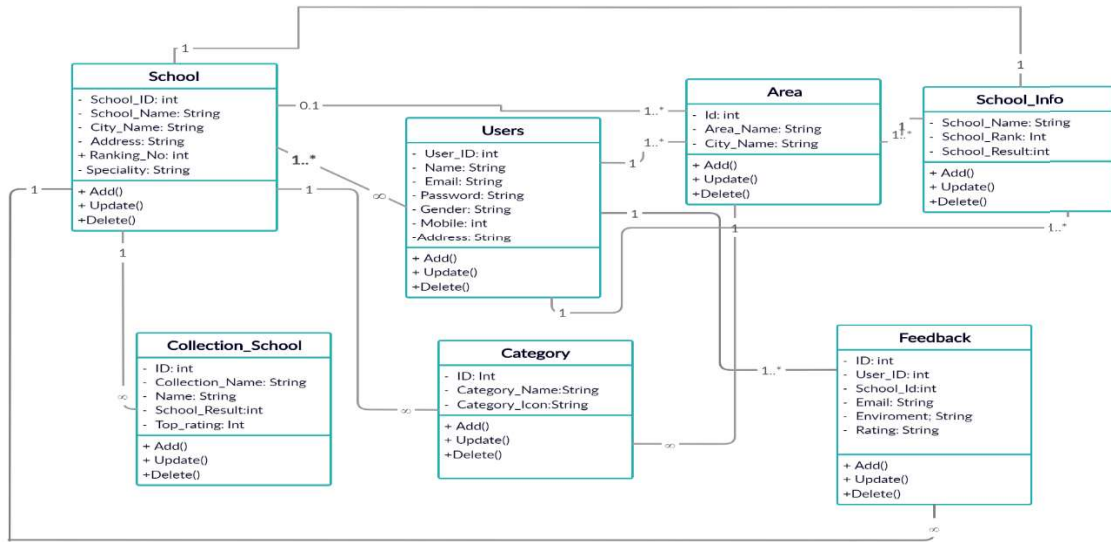 School
- School_ID: int
- School_Name: String
- City_Name: String
- Address: String
+ Ranking_No: int
-Speciality: String
+ Add()
+ Update()
+Delete()
Users
- User_ID: int
- Name: String
- Email: String
- Password: String
- Gender: String
- Mobile: int
-Address: String
+ Add()
+ Update()
+Delete()
Area
- Id: int
- Area_Name: String
- City_Name: String
+ Add()
+ Update()
+Delete()
School_Info
- School_Name: String
- School_Rank: Int
- School_Result:int
+ Add()
+ Update()
+Delete()
Collection_School
- ID: int
- Collection_Name: String
- Name: String
- School_Result:int
- Top_rating: Int
+ Add()
+ Update()
+Delete()
Category
- ID: Int
- Category_Name:String
- Category_Icon:String
+ Add()
+ Update()
+Delete()
Feedback
- ID: int
- User_ID: int
- School_Id:int
- Email: String
- Enviroment; String
- Rating: String
+ Add()
+ Update()
+Delete()
1
1
0.1
1..*
1..*
∞
1
1..*
1
1..*
1
1..*
1
1..*
1
∞
1
∞
1
∞
1
∞